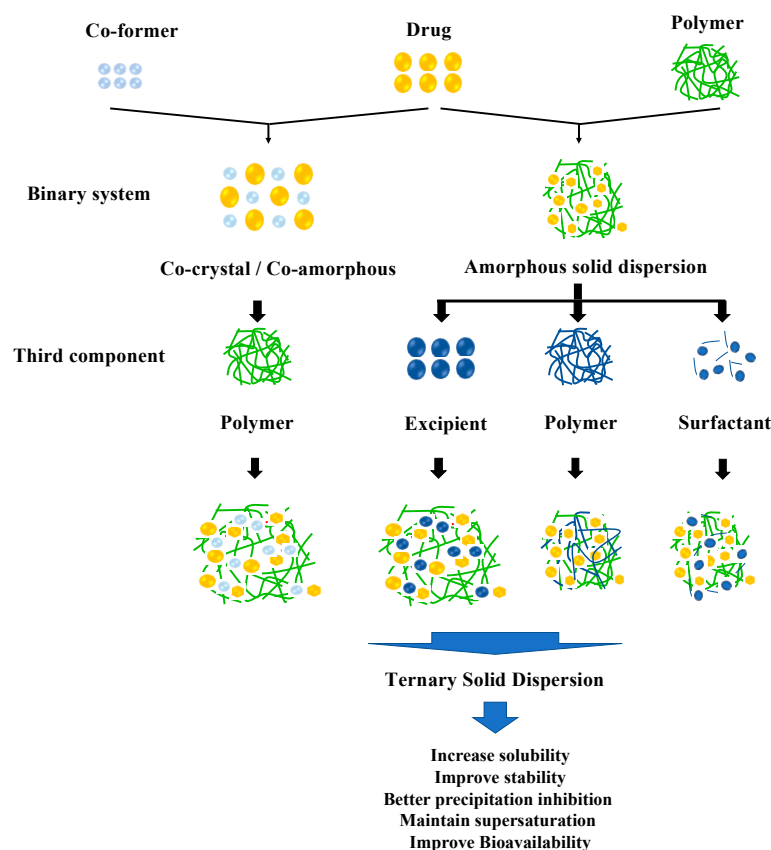 Co-former
Drug
Polymer
Binary system
Co-crystal / Co-amorphous
Amorphous solid dispersion
Third component
Polymer
Excipient
Polymer
Surfactant
Ternary Solid Dispersion
Increase solubility
Improve stability
Better precipitation inhibition
Maintain supersaturation
Improve Bioavailability